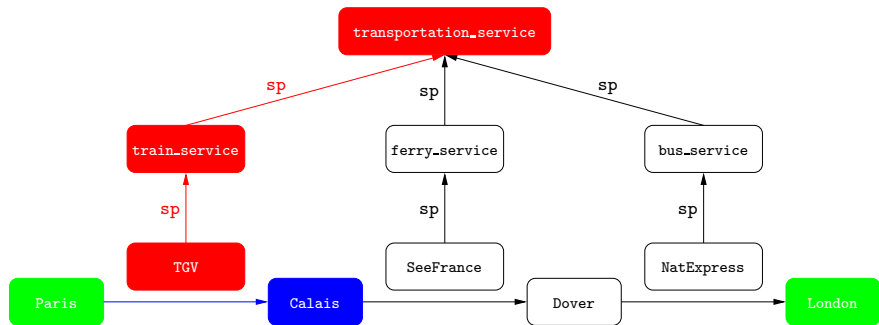 transportation_service
sp sp sp
train_service ferry_service bus_service
sp sp sp
TGV SeeFrance NatExpress
Paris Calais Dover London